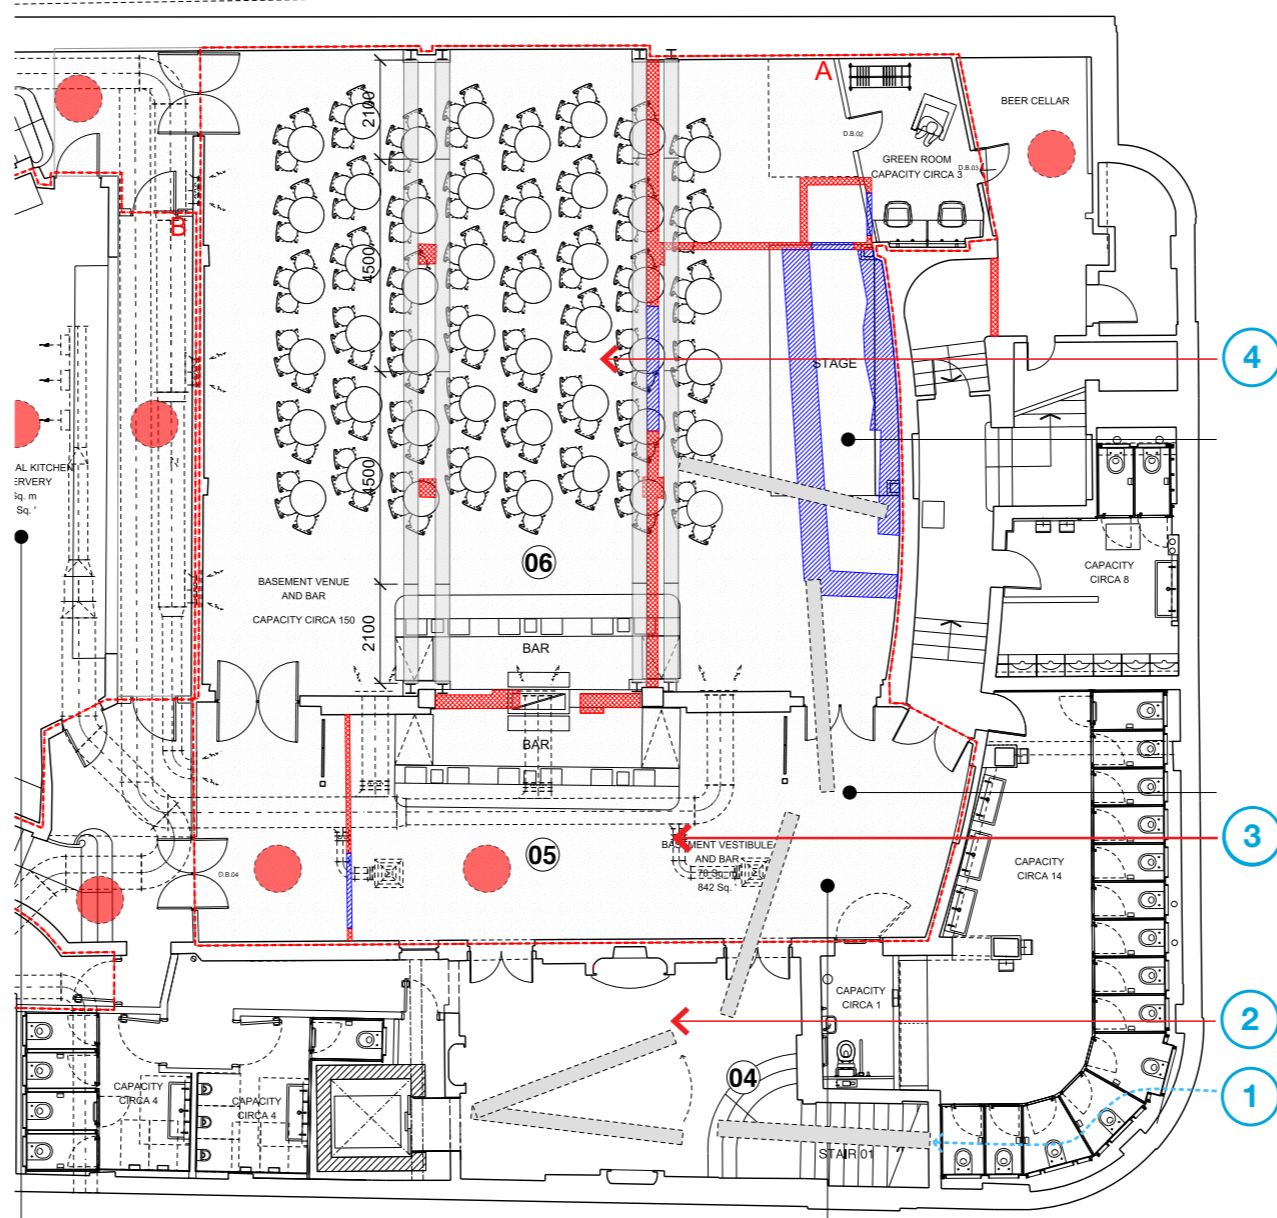 A
BEER CELLAR
2100
D.B.02
GREEN ROOM
CAPACITY CIRCA 3
D.B.03
B
4500
4
STAGE
AL KITCHEN
ERVERY
Sq. m
Sq. '
4500
06
BASEMENT VENUE
AND BAR
CAPACITY CIRCA 150
CAPACITY
CIRCA 8
2100
BAR
BAR
3
05
BASEMENT VESTIBULE
AND BAR
78 Sq. m
842 Sq. '
CAPACITY
CIRCA 14
D.B.04
CAPACITY
CIRCA 1
2
04
1
CAPACITY
CIRCA 4
CAPACITY
CIRCA 4
STAIR 01